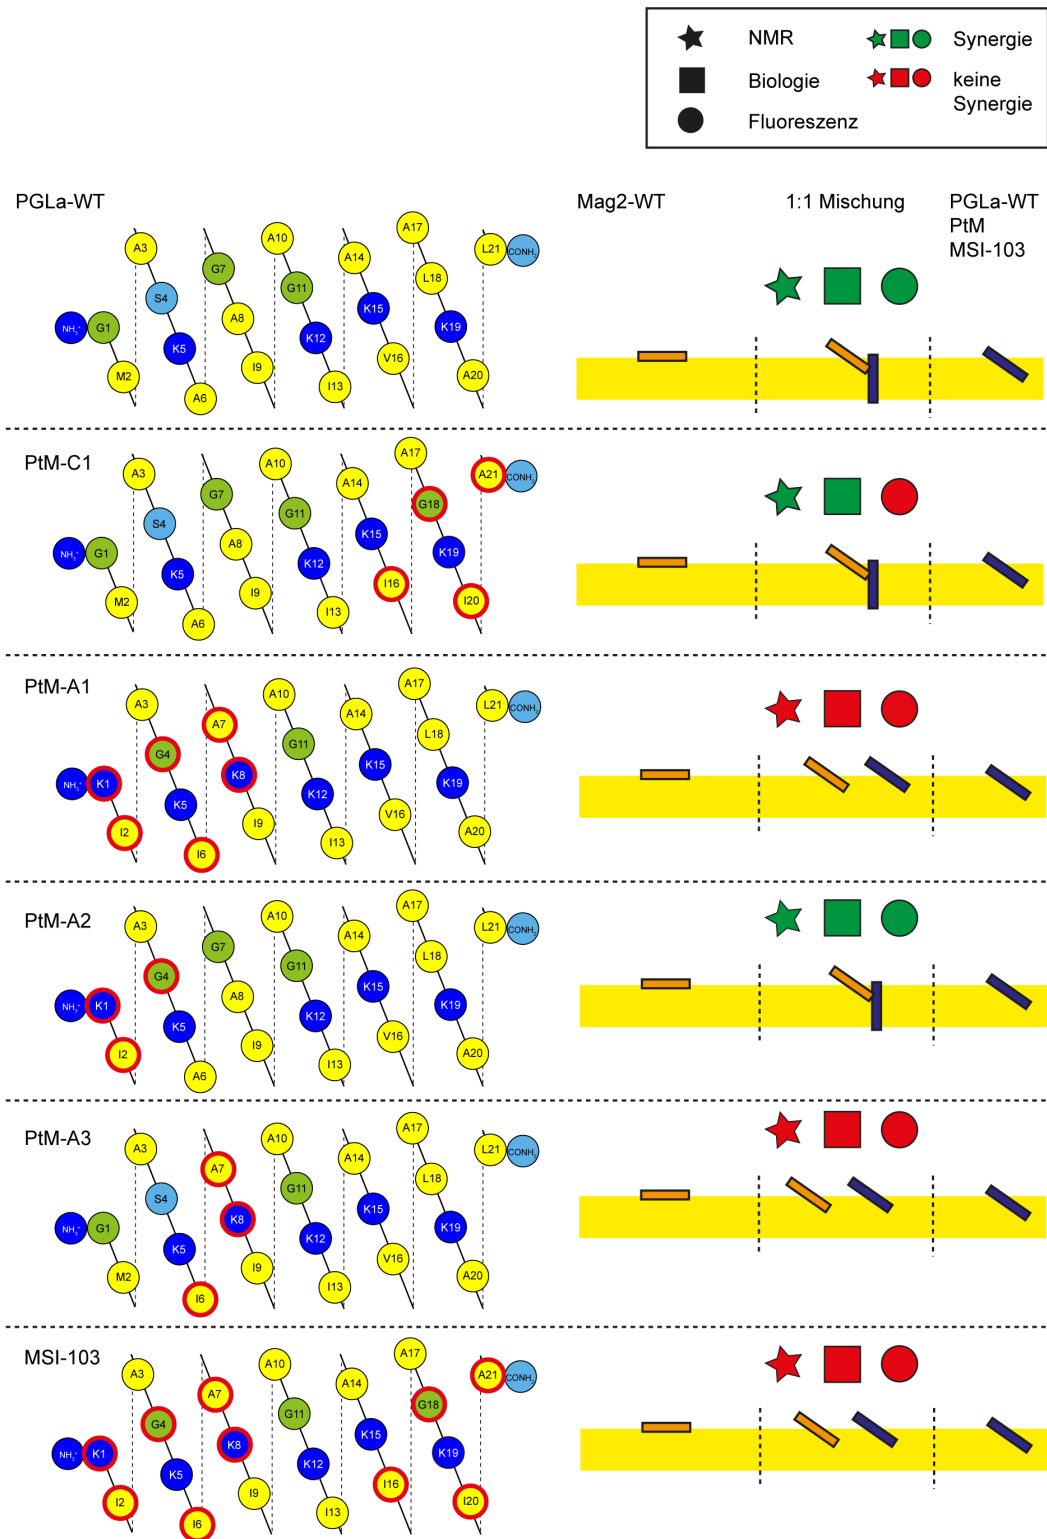 NMR
Synergie
Biologie
keine
Synergie
Fluoreszenz
PGLa-WT
Mag2-WT
1:1 Mischung
PGLa-WT
PtM
MSI-103
NH₃⁺ G1 M2 A3 S4 K5 A6 G7 A8 I9 A10 G11 K12 I13 A14 K15 V16 A17 L18 K19 A20 L21 CONH₂
PtM-C1
NH₃⁺ G1 M2 A3 S4 K5 A6 G7 A8 I9 A10 G11 K12 I13 A14 K15 I16 A17 G18 K19 I20 A21 CONH₂
PtM-A1
NH₃⁺ K1 I2 A3 G4 K5 I6 A7 K8 I9 A10 G11 K12 I13 A14 K15 V16 A17 L18 K19 A20 L21 CONH₂
PtM-A2
NH₃⁺ K1 I2 A3 G4 K5 A6 G7 A8 I9 A10 G11 K12 I13 A14 K15 V16 A17 L18 K19 A20 L21 CONH₂
PtM-A3
NH₃⁺ G1 M2 A3 S4 K5 I6 A7 K8 I9 A10 G11 K12 I13 A14 K15 V16 A17 L18 K19 A20 L21 CONH₂
MSI-103
NH₃⁺ K1 I2 A3 G4 K5 I6 A7 K8 I9 A10 G11 K12 I13 A14 K15 I16 A17 G18 K19 I20 A21 CONH₂